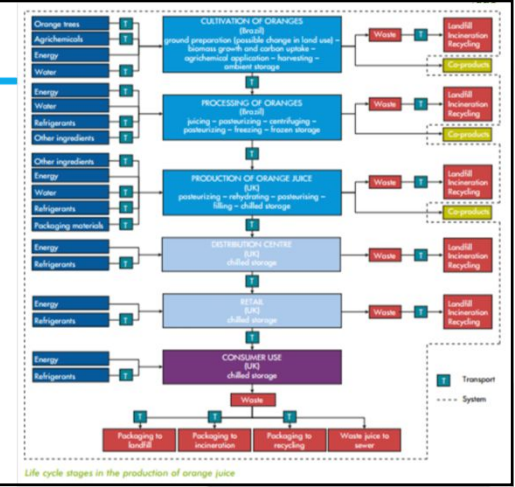 Orange trees
Agrichemicals
Energy
Water
T
T
T
CULTIVATION OF ORANGES
(Brazil)
ground preparation (possible change in land use) –
biomass growth and carbon uptake –
agrichemical application – harvesting –
ambient storage
Waste
T
Landfill
Incineration
Recycling
Co-products
T
Energy
Water
Refrigerants
Other ingredients
T
T
PROCESSING OF ORANGES
(Brazil)
juicing – pasteurizing – centrifuging –
pasteurizing – freezing – frozen storage
Waste
T
Landfill
Incineration
Recycling
Co-products
T
Other ingredients
Energy
Water
Refrigerants
Packaging materials
T
T
T
PRODUCTION OF ORANGE JUICE
(UK)
pasteurizing – rehydrating – pasteurising –
filling – chilled storage
Waste
T
Landfill
Incineration
Recycling
Co-products
T
Energy
Refrigerants
T
DISTRIBUTION CENTRE
(UK)
chilled storage
Waste
T
Landfill
Incineration
Recycling
T
Energy
Refrigerants
T
RETAIL
(UK)
chilled storage
Waste
T
Landfill
Incineration
Recycling
T
Energy
Refrigerants
T
CONSUMER USE
(UK)
chilled storage
T Transport
System
Waste
T
T
T
Packaging to
landfill
Packaging to
incineration
Packaging to
recycling
Waste juice to
sewer
Life cycle stages in the production of orange juice